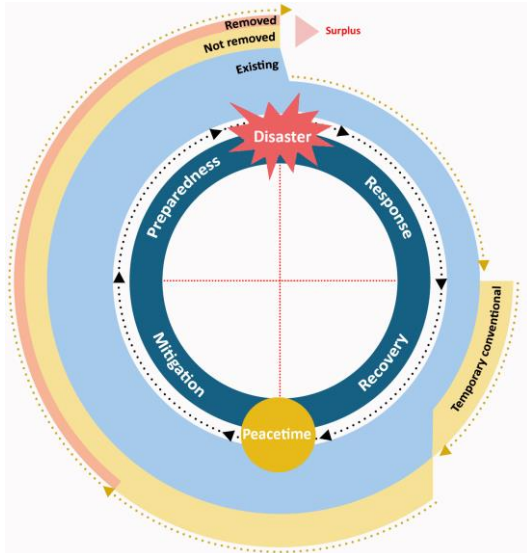 Removed
Surplus
Not removed
Existing
Disaster
Preparedness
Response
Temporary conventional
Mitigation
Recovery
Peacetime